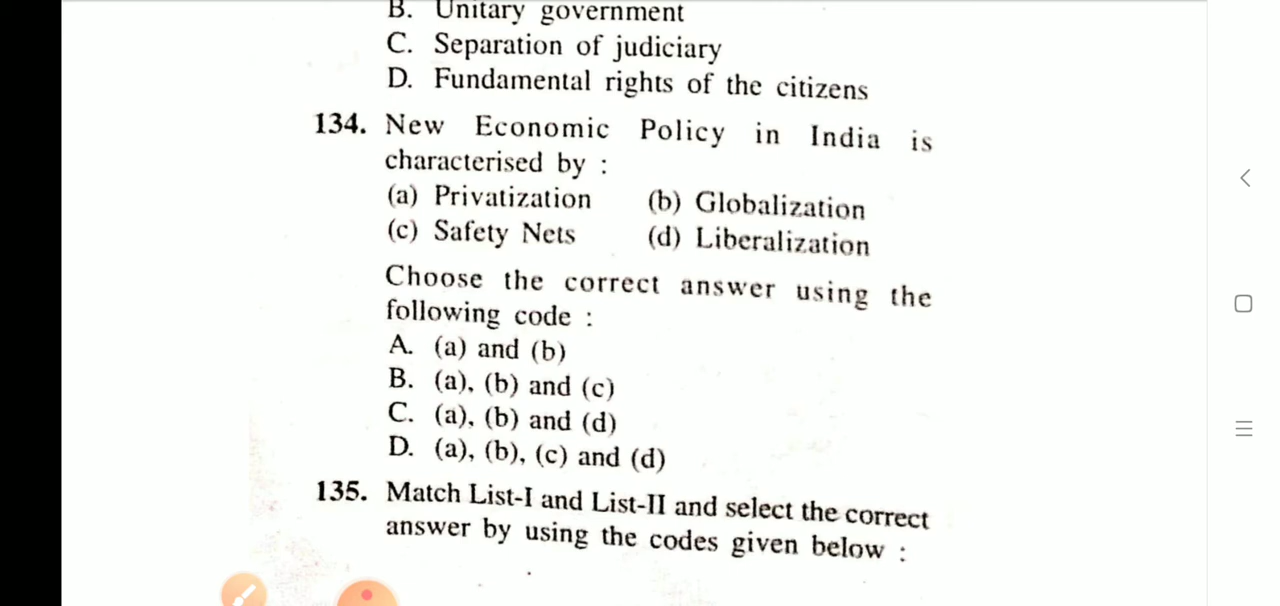 B. Unitary government
C. Separation of judiciary
D. Fundamental rights of the citizens
134. New Economic Policy in India is
characterised by :
(a) Privatization (b) Globalization
(c) Safety Nets (d) Liberalization
Choose the correct answer using the
following code :
A. (a) and (b)
B. (a), (b) and (c)
C. (a), (b) and (d)
D. (a), (b), (c) and (d)
135. Match List-I and List-II and select the correct
answer by using the codes given below :